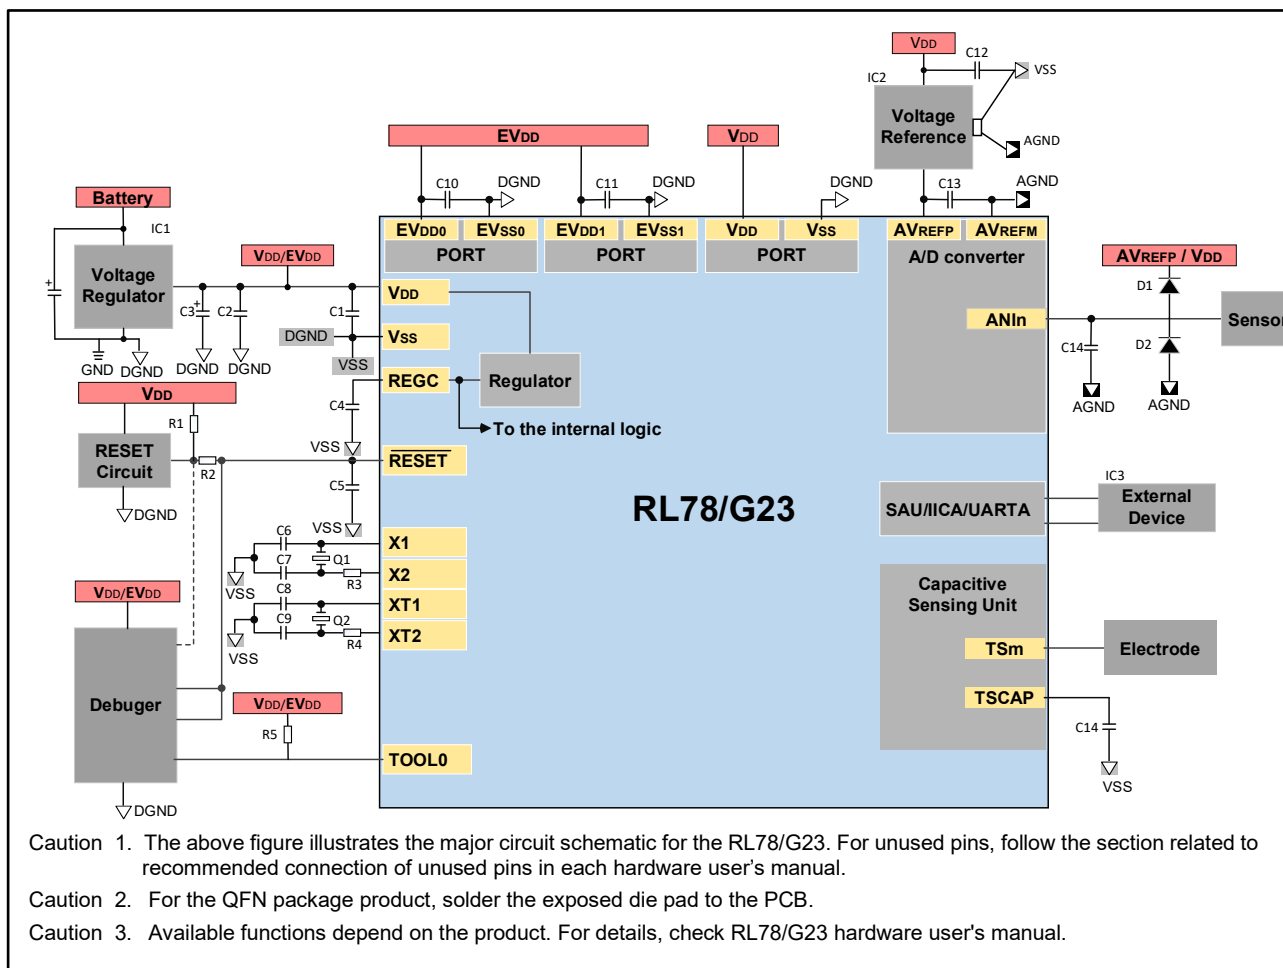 VDD
C12
VSS
IC2
Voltage
Reference
AGND
EVDD
VDD
C10
DGND
C11
DGND
DGND
C13
AGND
Battery
IC1
EVDD0
EVSS0
EVDD1
EVSS1
VDD
VSS
AVREFP
AVREFM
PORT
PORT
PORT
A/D converter
VDD/EVDD
AVREFP / VDD
Voltage
Regulator
+
C3
+
C2
C1
VDD
D1
DGND
VSS
ANIn
Sensor
VSS
C14
D2
GND
DGND
DGND
DGND
REGC
Regulator
VDD
C4
AGND
AGND
R1
To the internal logic
VSS
RESET
Circuit
R2
RESET
C5
IC3
DGND
RL78/G23
SAU/IICA/UARTA
External
Device
VSS
C6
X1
C7
Q1
X2
R3
VSS
C8
VDD/EVDD
Capacitive
Sensing Unit
XT1
C9
Q2
XT2
R4
VSS
TSm
Electrode
Debuger
VDD/EVDD
TSCAP
R5
C14
TOOL0
VSS
DGND
Caution 1. The above figure illustrates the major circuit schematic for the RL78/G23. For unused pins, follow the section related to
recommended connection of unused pins in each hardware user’s manual.
Caution 2. For the QFN package product, solder the exposed die pad to the PCB.
Caution 3. Available functions depend on the product. For details, check RL78/G23 hardware user's manual.